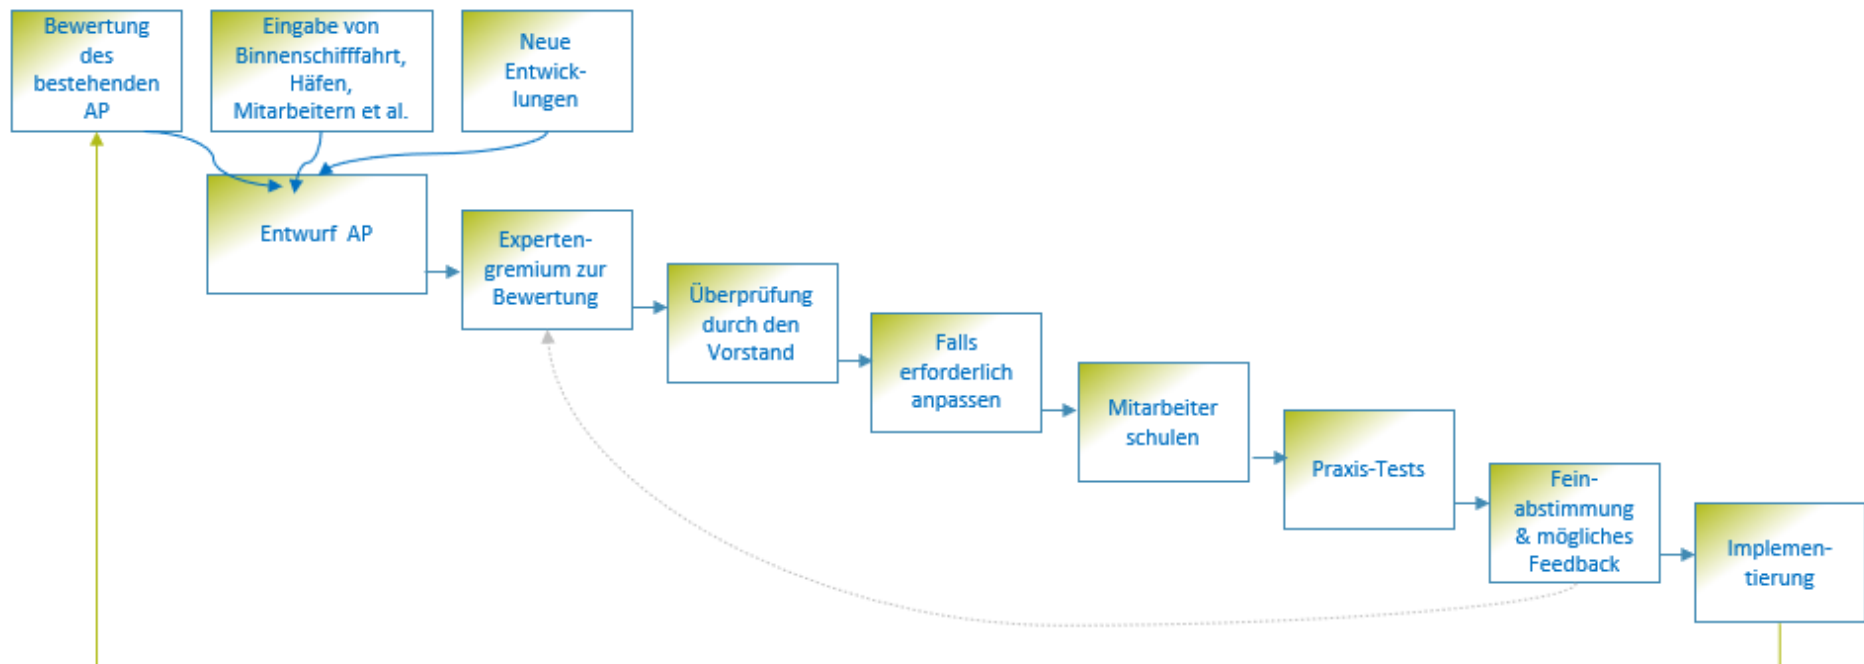 Bewertung
des
bestehenden
AP
Eingabe von
Binnenschifffahrt,
Häfen,
Mitarbeitern et al.
Neue
Entwick-
lungen
Entwurf AP
Experten-
gremium zur
Bewertung
Überprüfung
durch den
Vorstand
Falls
erforderlich
anpassen
Mitarbeiter
schulen
Praxis-Tests
Fein-
abstimmung
& mögliches
Feedback
Implemen-
tierung